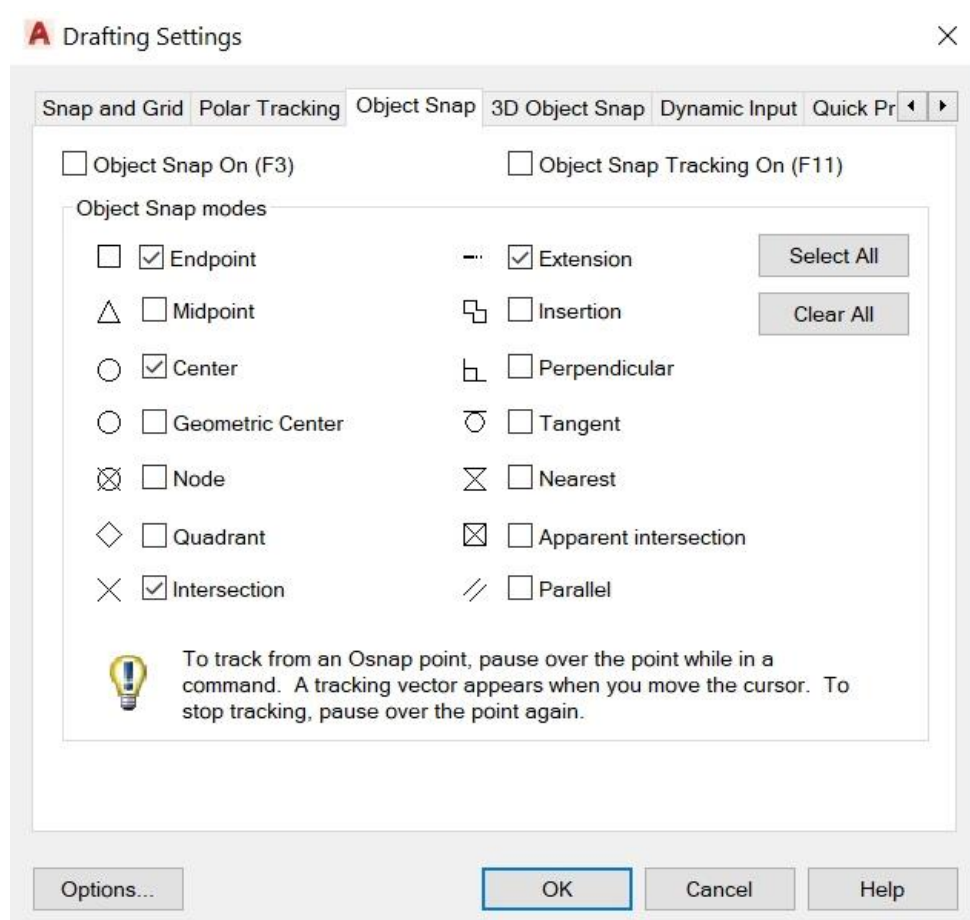 Drafting Settings
Snap and Grid Polar Tracking Object Snap 3D Object Snap Dynamic Input Quick Pr
Object Snap On (F3) Object Snap Tracking On (F11)
Object Snap modes
Endpoint Extension Select All
Midpoint Insertion Clear All
Center Perpendicular
Geometric Center Tangent
Node Nearest
Quadrant Apparent intersection
Intersection Parallel
To track from an Osnap point, pause over the point while in a
command. A tracking vector appears when you move the cursor. To
stop tracking, pause over the point again.
Options... OK Cancel Help